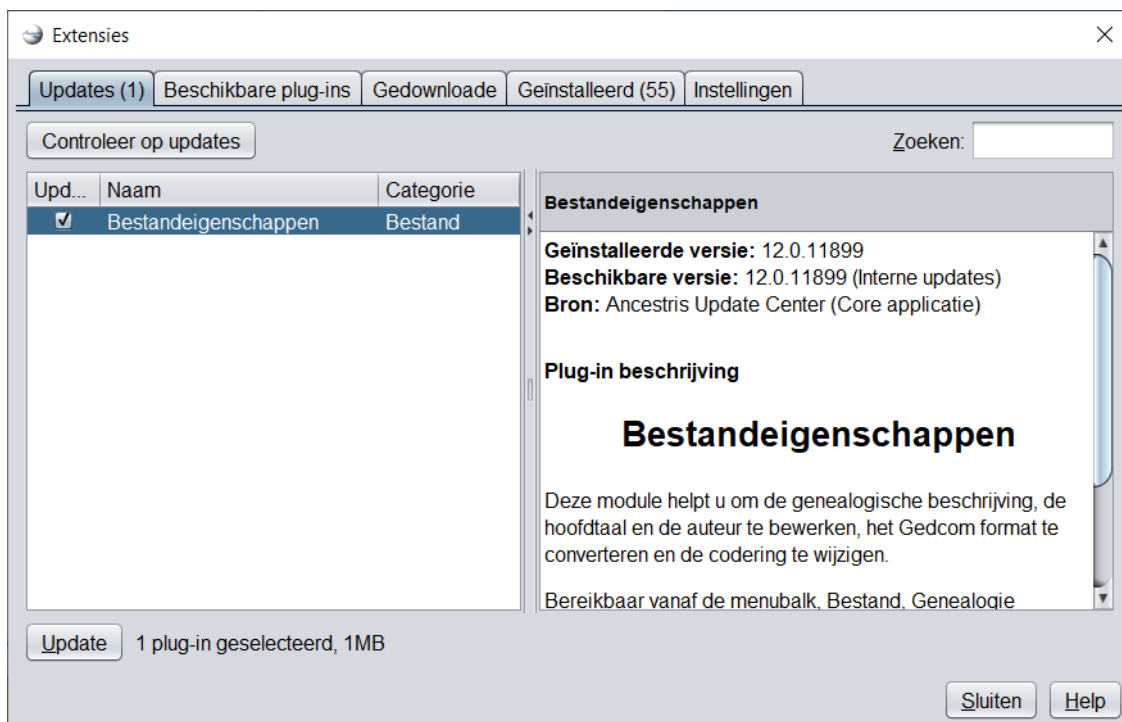 Extensies
Updates (1) Beschikbare plug-ins Gedownloade Geïnstalleerd (55) Instellingen
Controleer op updates Zoeken:
Upd... Naam Categorie
Bestandeigenschappen Bestand
Bestandeigenschappen
Geïnstalleerde versie: 12.0.11899
Beschikbare versie: 12.0.11899 (Interne updates)
Bron: Ancestris Update Center (Core applicatie)
Plug-in beschrijving
Bestandeigenschappen
Deze module helpt u om de genealogische beschrijving, de
hoofdtaal en de auteur te bewerken, het Gedcom format te
converteren en de codering te wijzigen.
Bereikbaar vanaf de menubalk, Bestand, Genealogie
Update 1 plug-in geselecteerd, 1MB
Sluiten Help